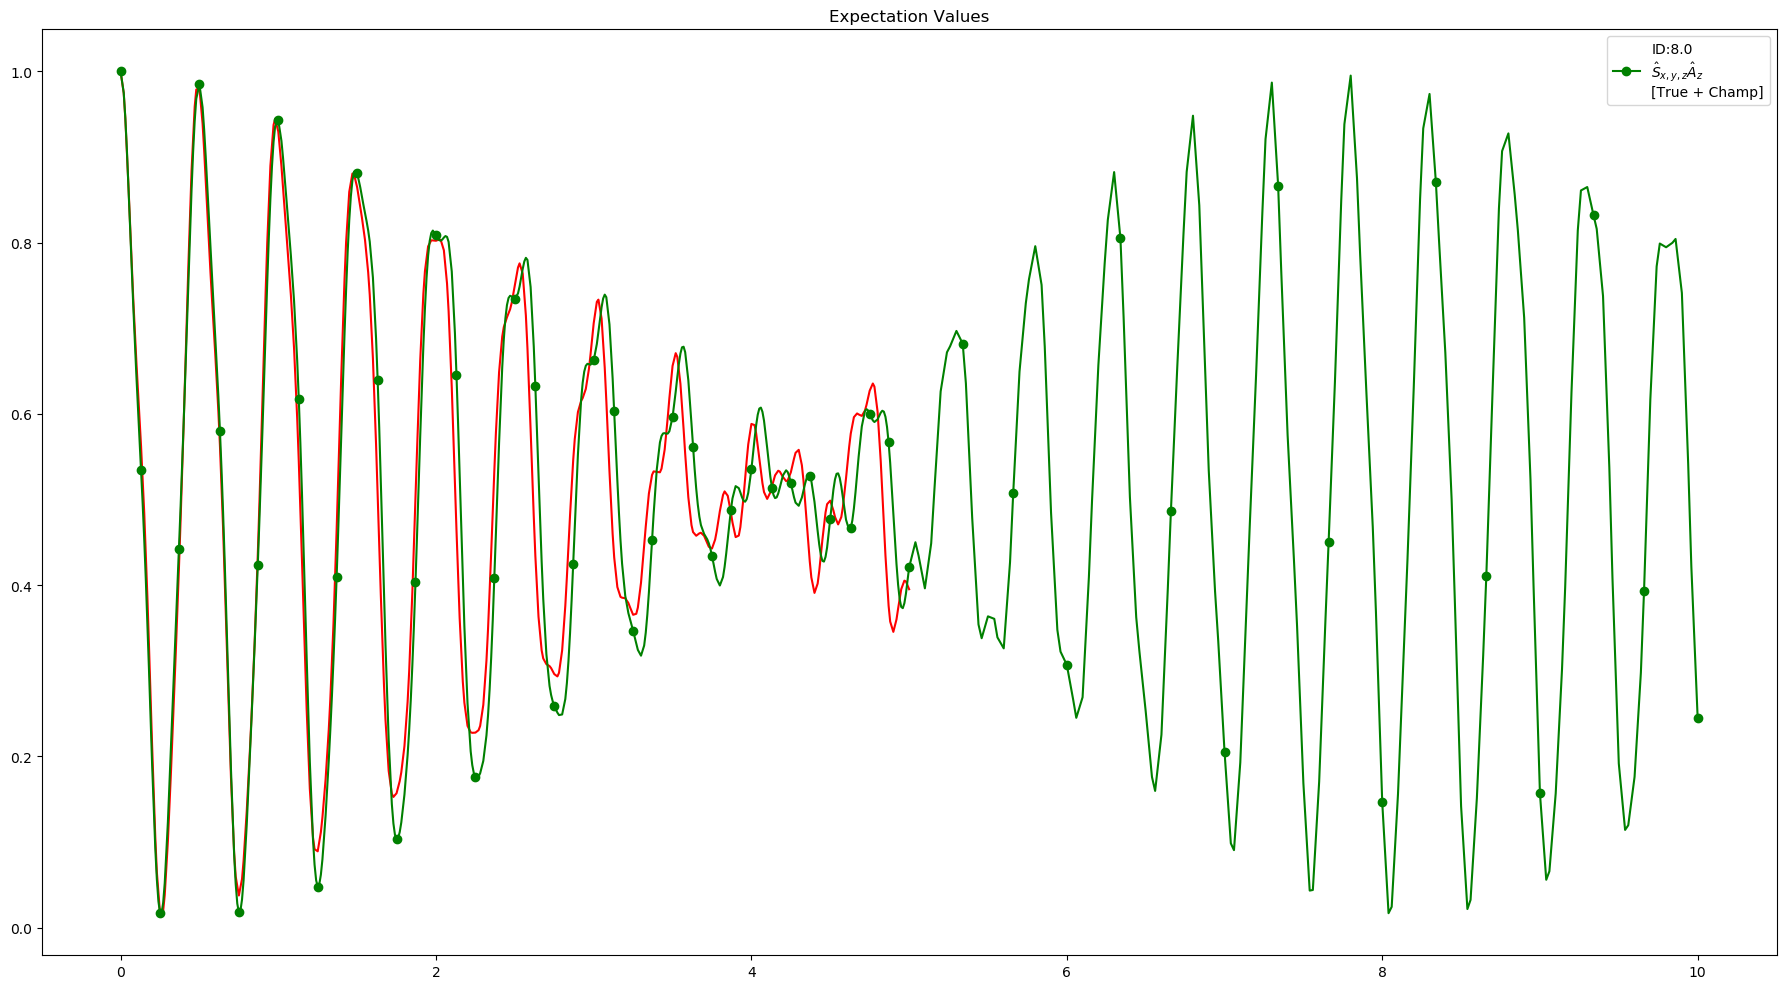 Expectation Values
ID:8.0
$\hat{S}_{x,y,z}\hat{A}_z$
[True + Champ]
1.0
0.8
0.6
0.4
0.2
0.0
0 2 4 6 8 10